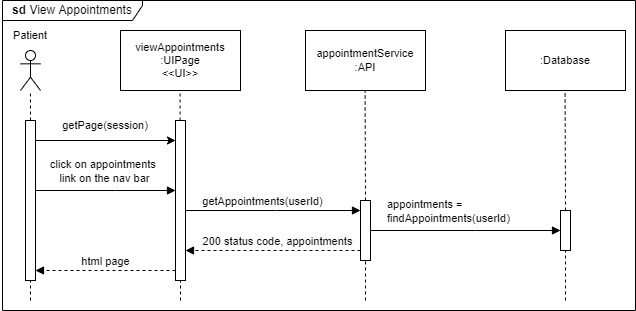 sd View Appointments
Patient
viewAppointments
:UIPage
<<UI>>
appointmentService
:API
:Database
getPage(session)
click on appointments
link on the nav bar
getAppointments(userId)
appointments =
findAppointments(userId)
200 status code, appointments
html page